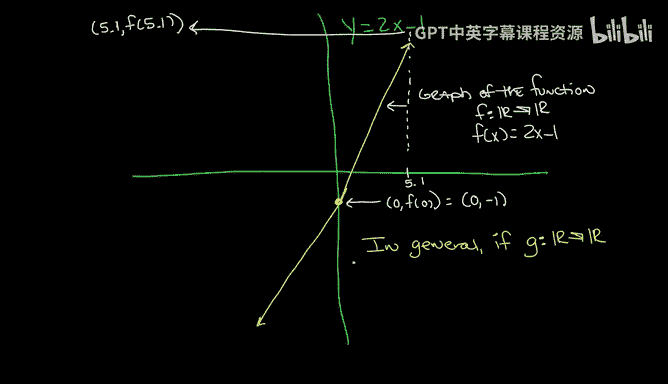 (5.1, f(5.1))
y = 2x-1
GPT中英字幕课程资源 bilibili
Graph of the function
f: ℝ → ℝ
f(x) = 2x-1
5.1
(0, f(0)) = (0, -1)
In general, if g: ℝ → ℝ